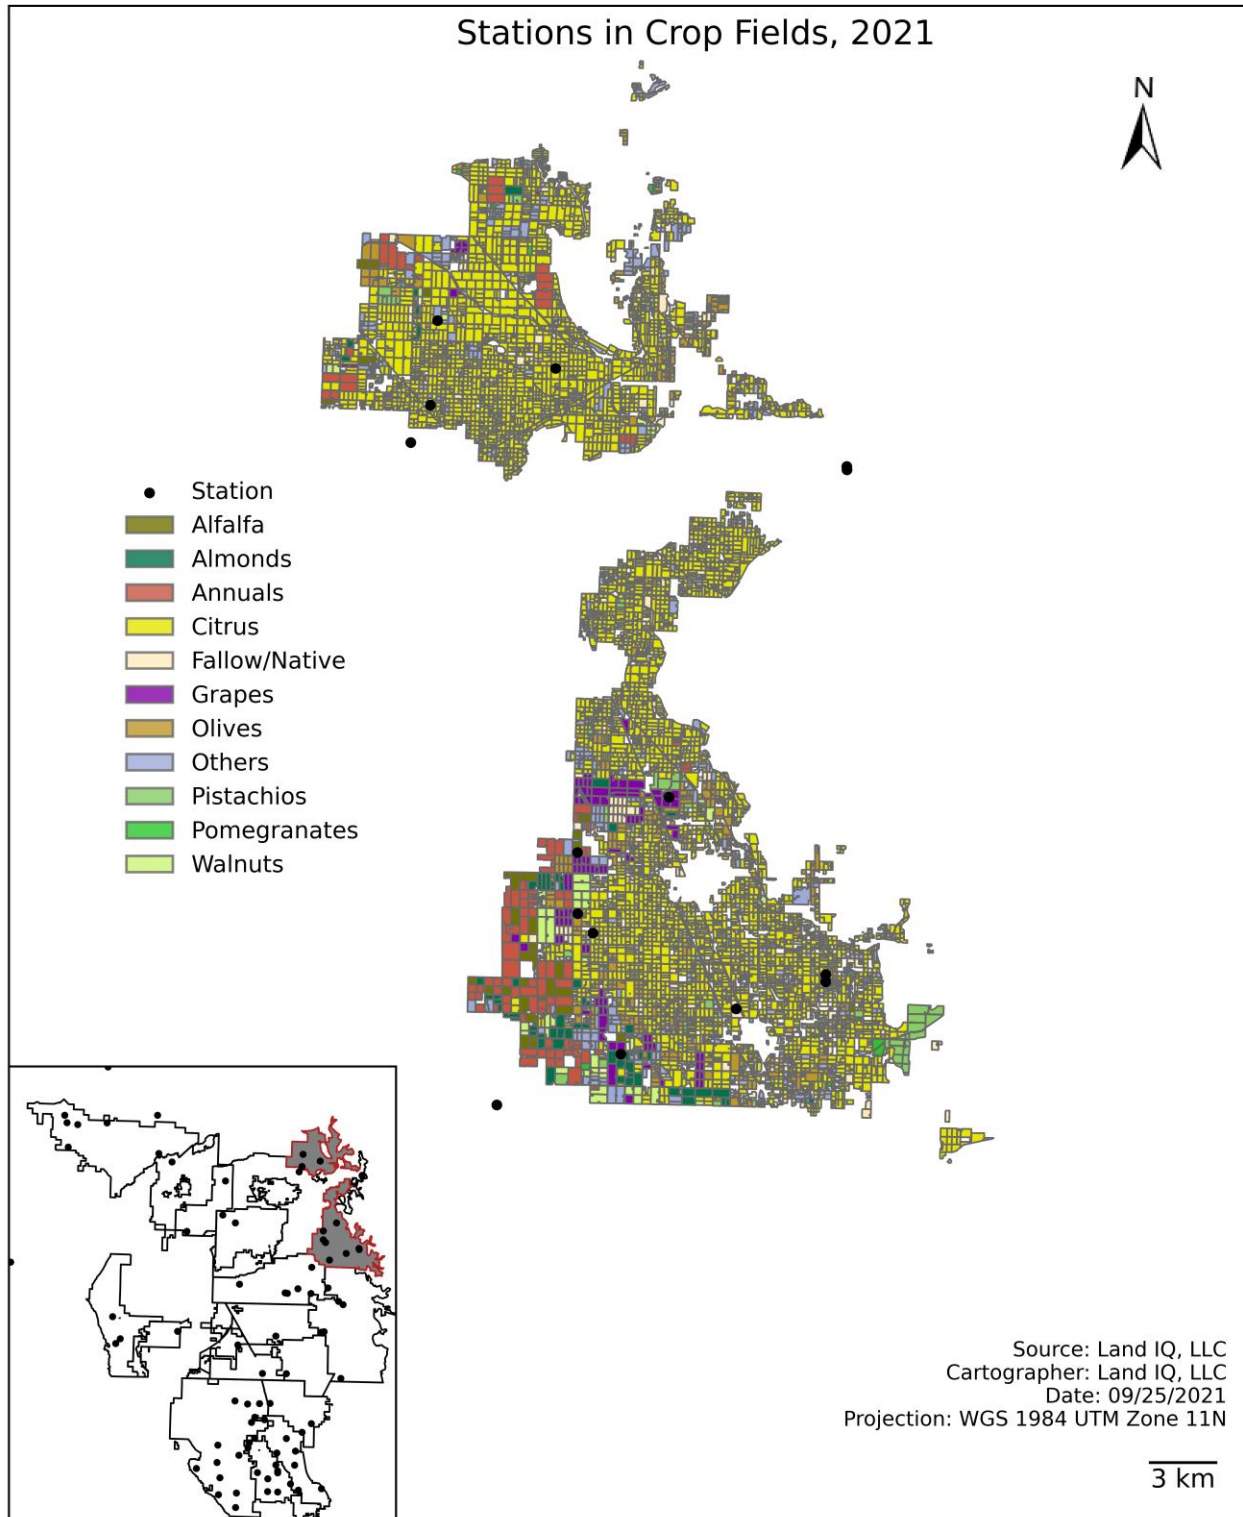 Stations in Crop Fields, 2021
N
Station
Alfalfa
Almonds
Annuals
Citrus
Fallow/Native
Grapes
Olives
Others
Pistachios
Pomegranates
Walnuts
Source: Land IQ, LLC
Cartographer: Land IQ, LLC
Date: 09/25/2021
Projection: WGS 1984 UTM Zone 11N
3 km